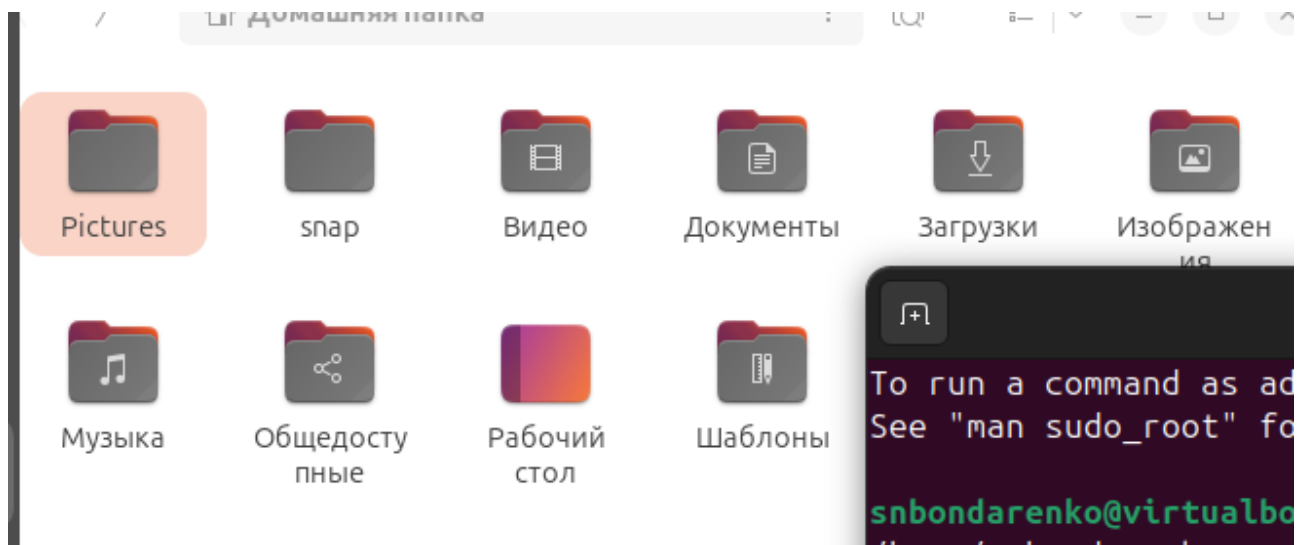 Домашняя папка
Pictures
snap
Видео
Документы
Загрузки
Изображен
ия
Музыка
Общедосту
пные
Рабочий
стол
Шаблоны
To run a command as ad
See "man sudo_root" fo
snbondarenko@virtualbo